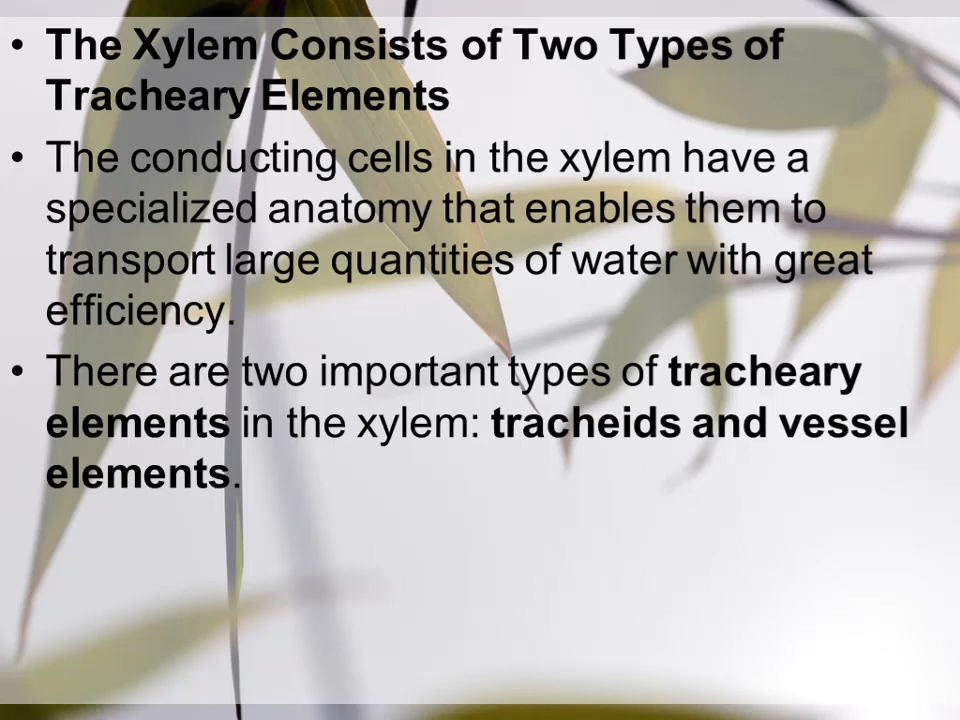 • The Xylem Consists of Two Types of
Tracheary Elements
• The conducting cells in the xylem have a
specialized anatomy that enables them to
transport large quantities of water with great
efficiency.
• There are two important types of tracheary
elements in the xylem: tracheids and vessel
elements.